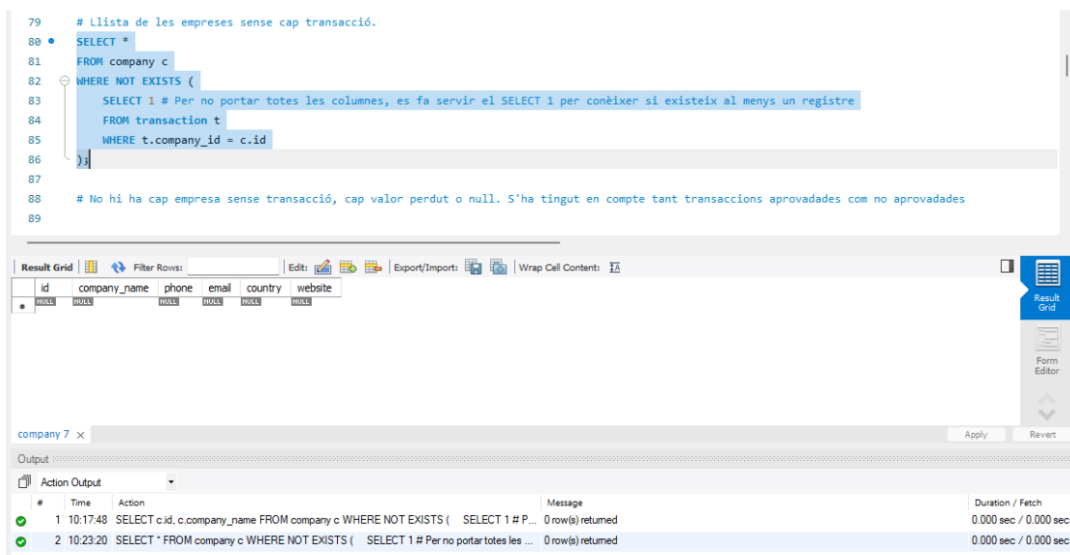 79 # Llista de les empreses sense cap transacció.
80 SELECT *
81 FROM company c
82 WHERE NOT EXISTS (
83 SELECT 1 # Per no portar totes les columnes, es fa servir el SELECT 1 per conèixer si existeix al menys un registre
84 FROM transaction t
85 WHERE t.company_id = c.id
86 );
87
88 # No hi ha cap empresa sense transacció, cap valor perdut o null. S'ha tingut en compte tant transaccions aprovadades com no aprovadades
89
Result Grid Filter Rows: Edit: Export/Import: Wrap Cell Content:
id company_name phone email country website
NULL NULL NULL NULL NULL NULL
Result Grid
Form Editor
company 7 Apply Revert
Output
Action Output
# Time Action Message Duration / Fetch
1 10:17:48 SELECT c.id, c.company_name FROM company c WHERE NOT EXISTS ( SELECT 1 # P... 0 row(s) returned 0.000 sec / 0.000 sec
2 10:23:20 SELECT * FROM company c WHERE NOT EXISTS ( SELECT 1 # Per no portar totes les ... 0 row(s) returned 0.000 sec / 0.000 sec